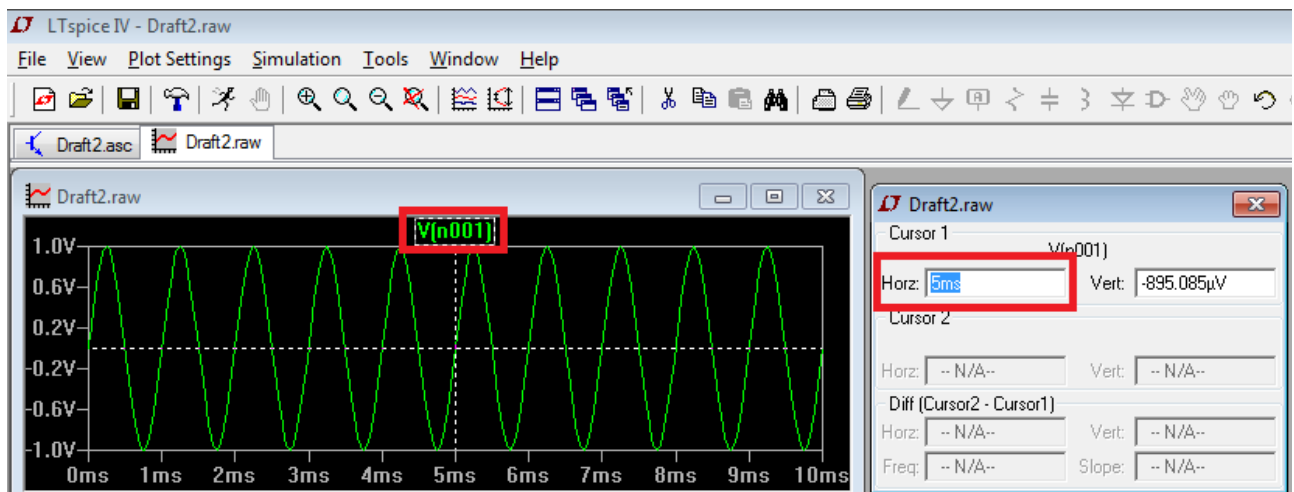 LTspice IV - Draft2.raw
File View Plot Settings Simulation Tools Window Help
Draft2.asc Draft2.raw
Draft2.raw
V(n001)
1.0V
0.6V
0.2V
-0.2V
-0.6V
-1.0V
0ms 1ms 2ms 3ms 4ms 5ms 6ms 7ms 8ms 9ms 10ms
Draft2.raw
Cursor 1
V(n001)
Horz: 5ms Vert: -895.085µV
Cursor 2
Horz: -- N/A-- Vert: -- N/A--
Diff (Cursor2 - Cursor1)
Horz: -- N/A-- Vert: -- N/A--
Freq: -- N/A-- Slope: -- N/A--